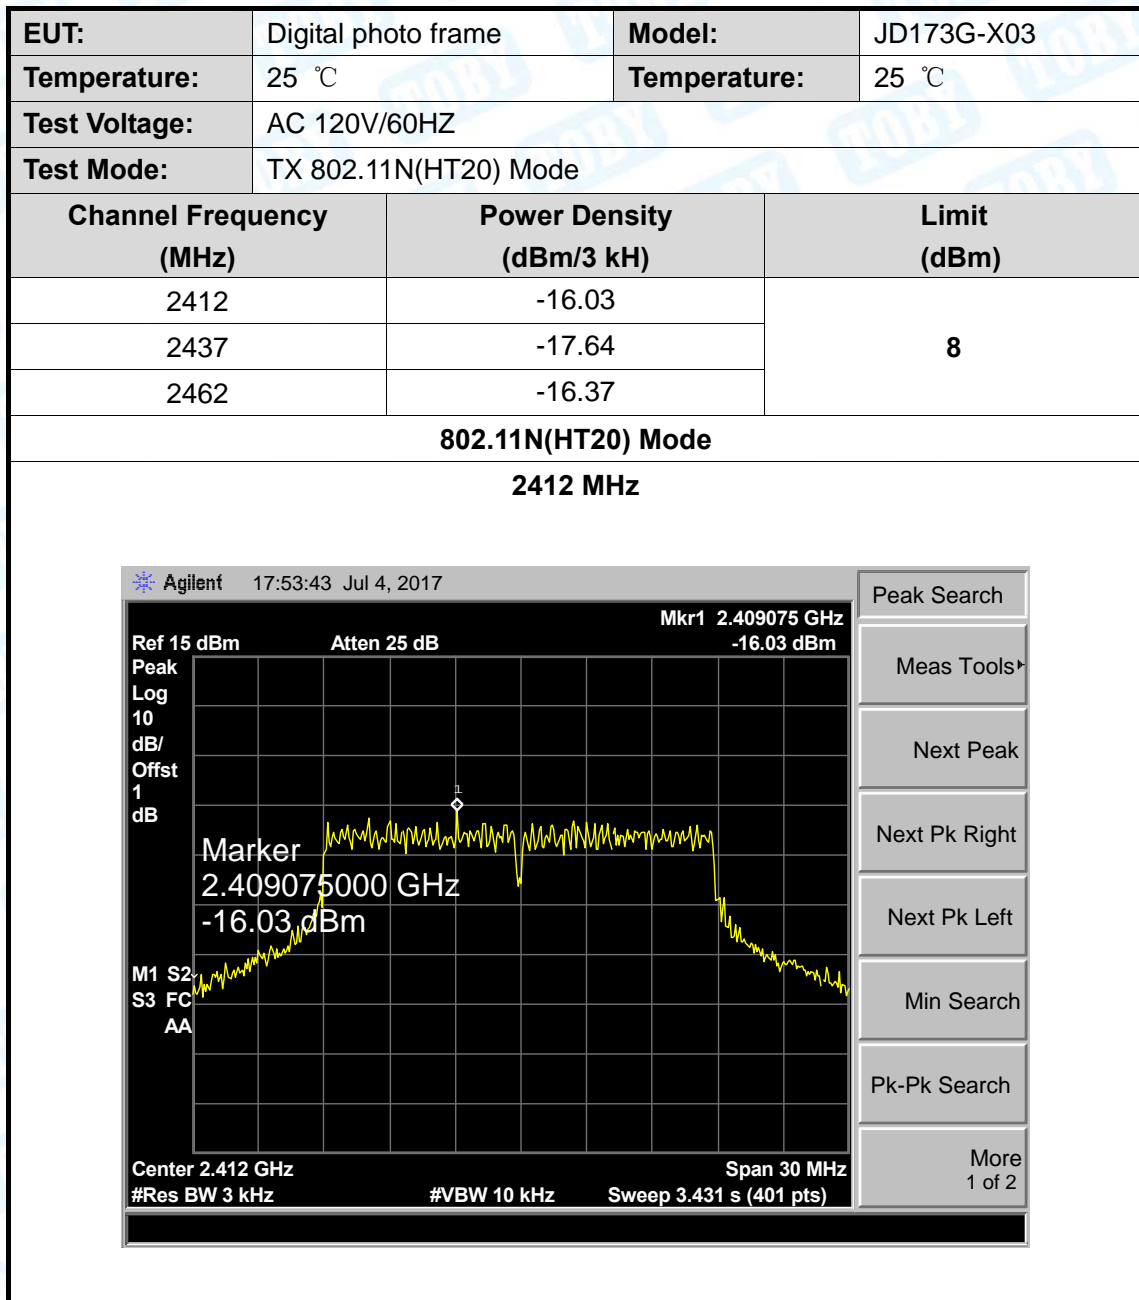 EUT: Digital photo frame Model: JD173G-X03
Temperature: 25 ℃ Temperature: 25 ℃
Test Voltage: AC 120V/60HZ
Test Mode: TX 802.11N(HT20) Mode
Channel Frequency Power Density Limit
(MHz) (dBm/3 kH) (dBm)
2412 -16.03
2437 -17.64 8
2462 -16.37
802.11N(HT20) Mode
2412 MHz
Agilent 17:53:43 Jul 4, 2017
Peak Search
Mkr1 2.409075 GHz
Ref 15 dBm Atten 25 dB -16.03 dBm
Peak
Log
10
dB/
Offst
1
dB
1
Marker
2.409075000 GHz
-16.03 dBm
M1 S2
S3 FC
AA
Center 2.412 GHz Span 30 MHz
#Res BW 3 kHz #VBW 10 kHz Sweep 3.431 s (401 pts)
Meas Tools
Next Peak
Next Pk Right
Next Pk Left
Min Search
Pk-Pk Search
More
1 of 2
TOBY
TOBY
TOBY
TOBY
TOBY